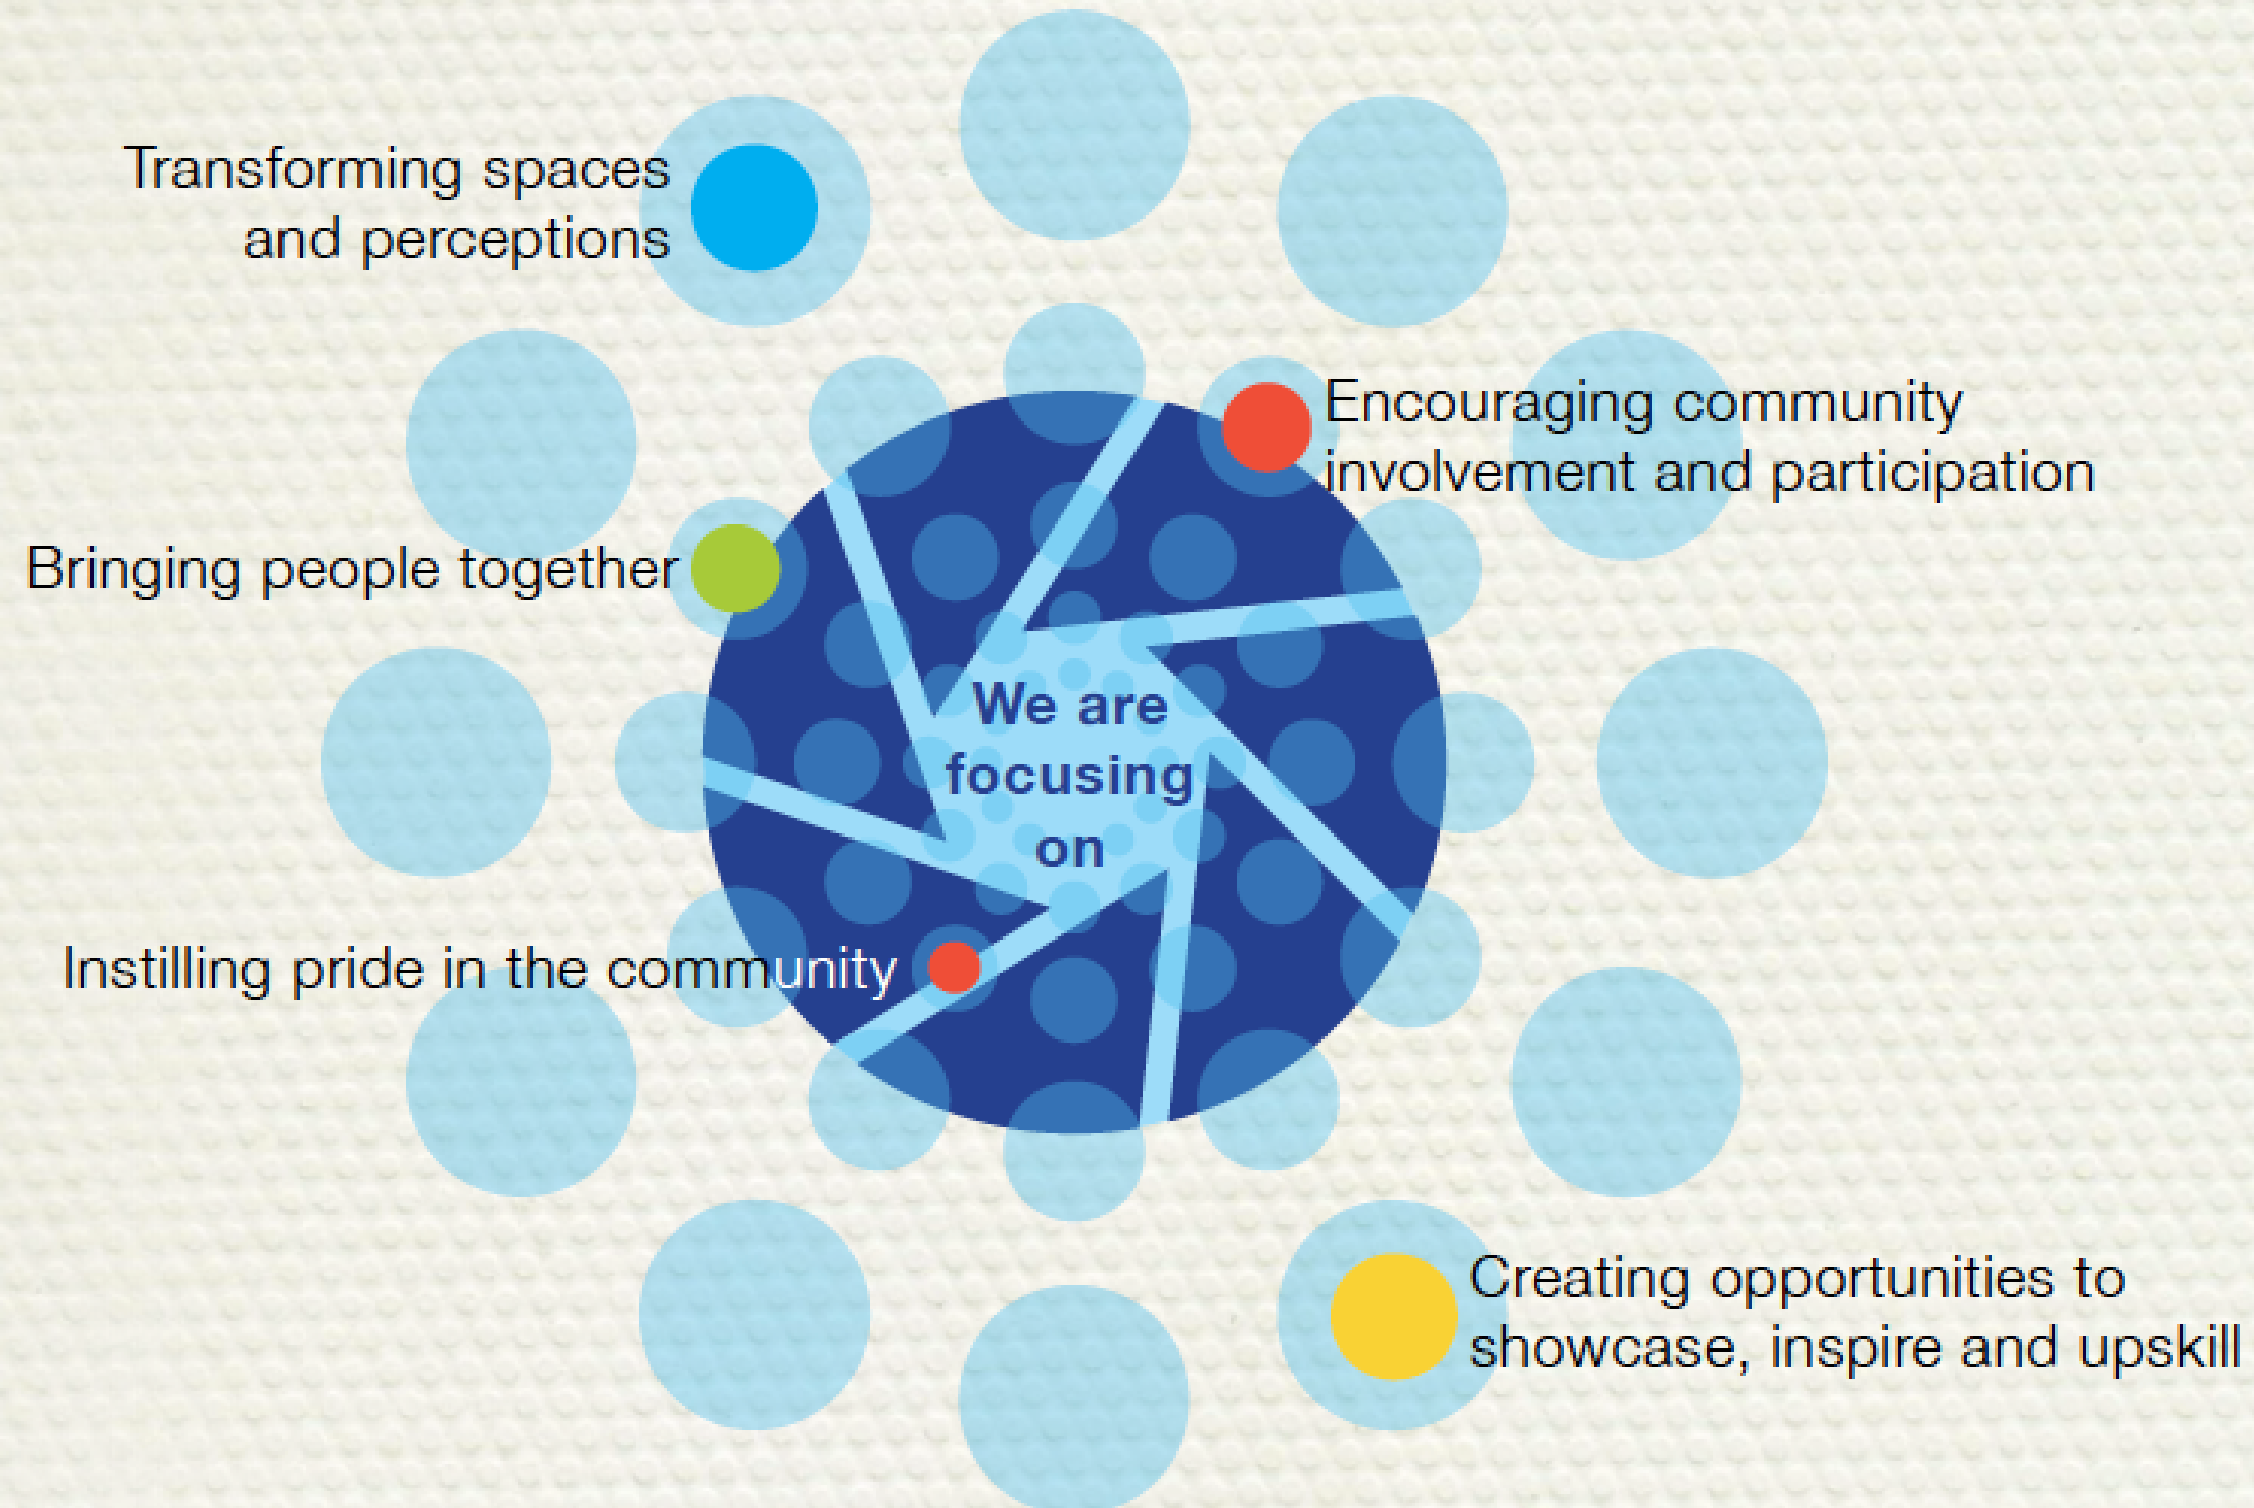 Transforming spaces
and perceptions
Encouraging community
involvement and participation
Bringing people together
We are
focusing
on
Instilling pride in the community
Creating opportunities to
showcase, inspire and upskill